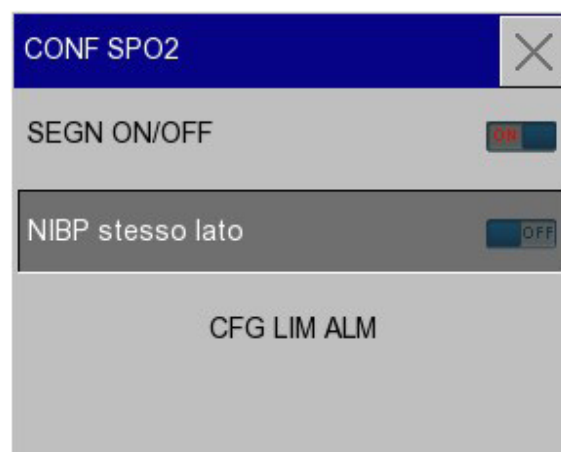 CONF SPO2
SEGN ON/OFF ON
NIBP stesso lato OFF
CFG LIM ALM